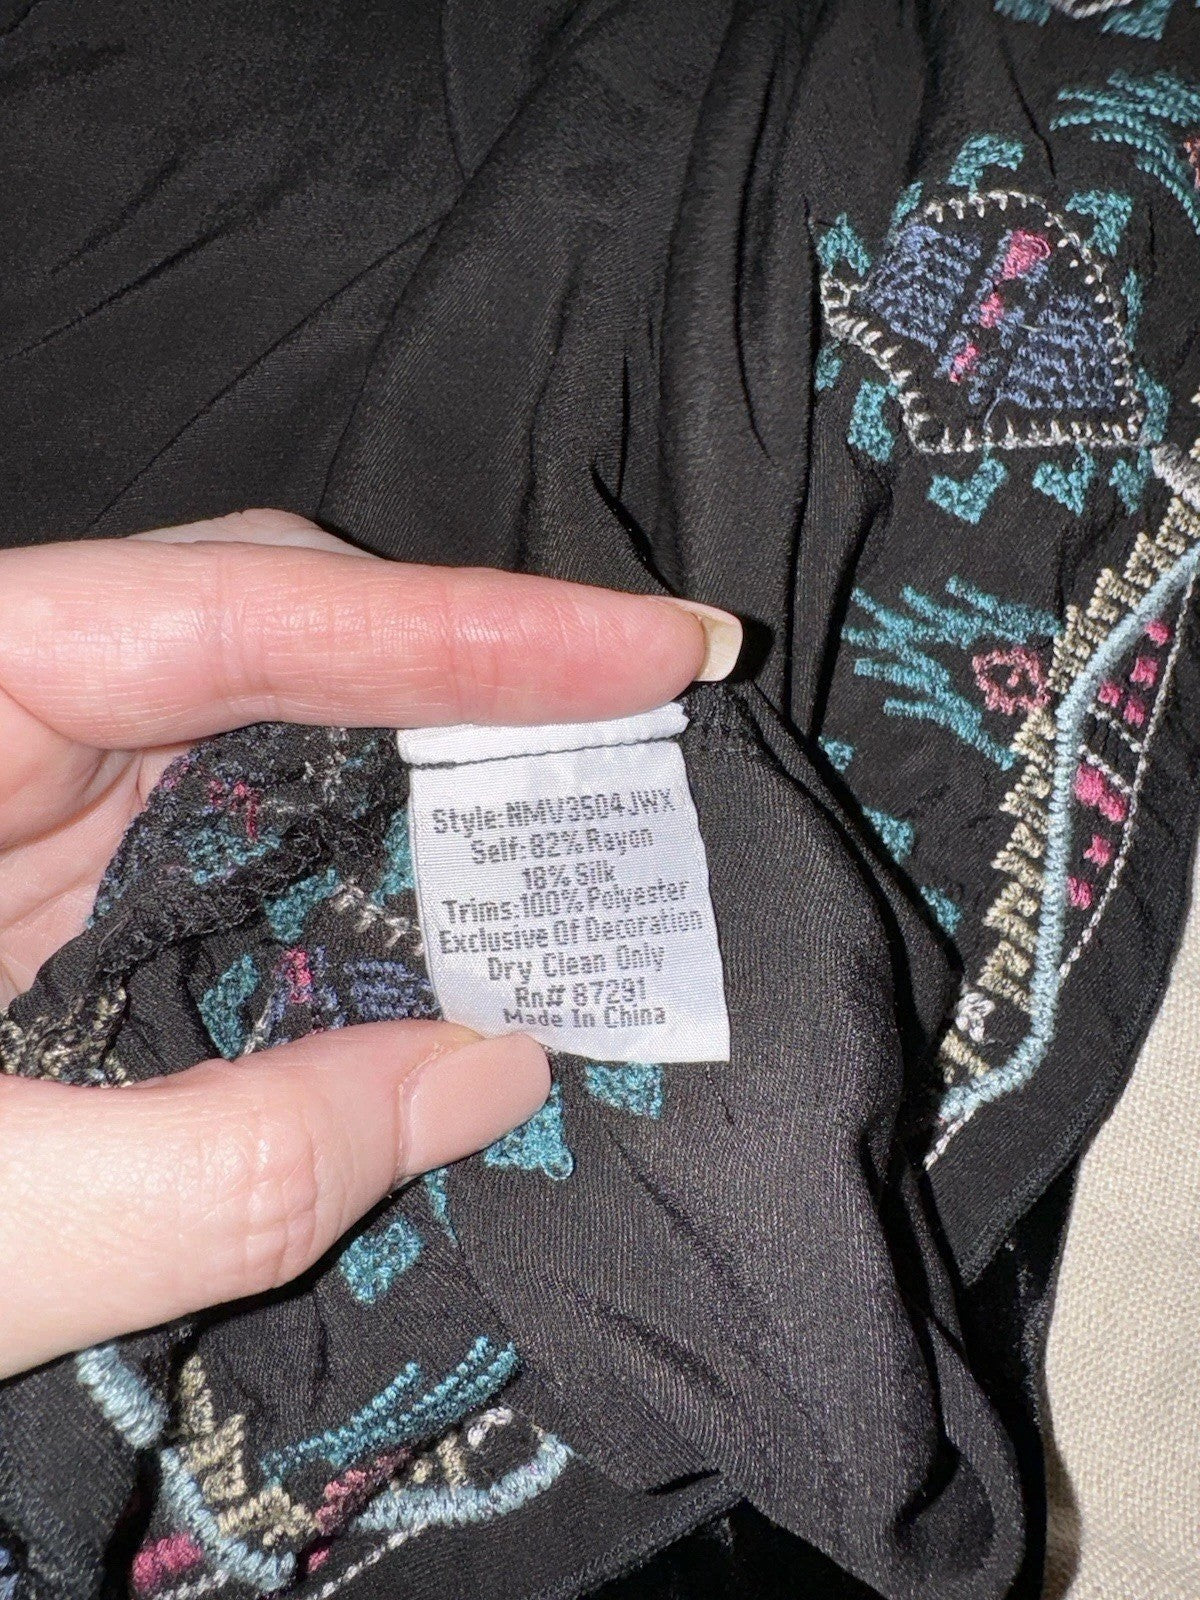 Style:NMV3504JWX
Self:82% Rayon
18% Silk
Trims:100% Polyester
Exclusive Of Decoration
Dry Clean Only
Rn# 87291
Made In China